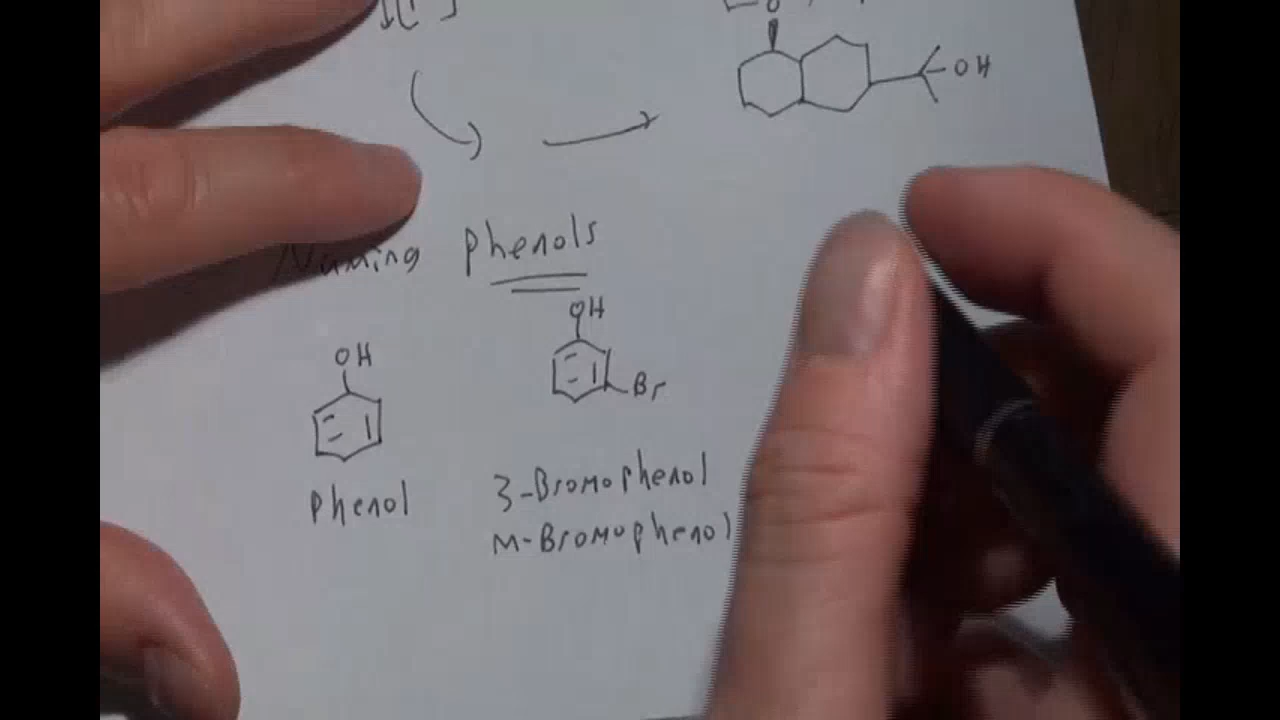 OH
Naming Phenols
OH
OH
Br
Phenol
3-Bromophenol
m-Bromophenol